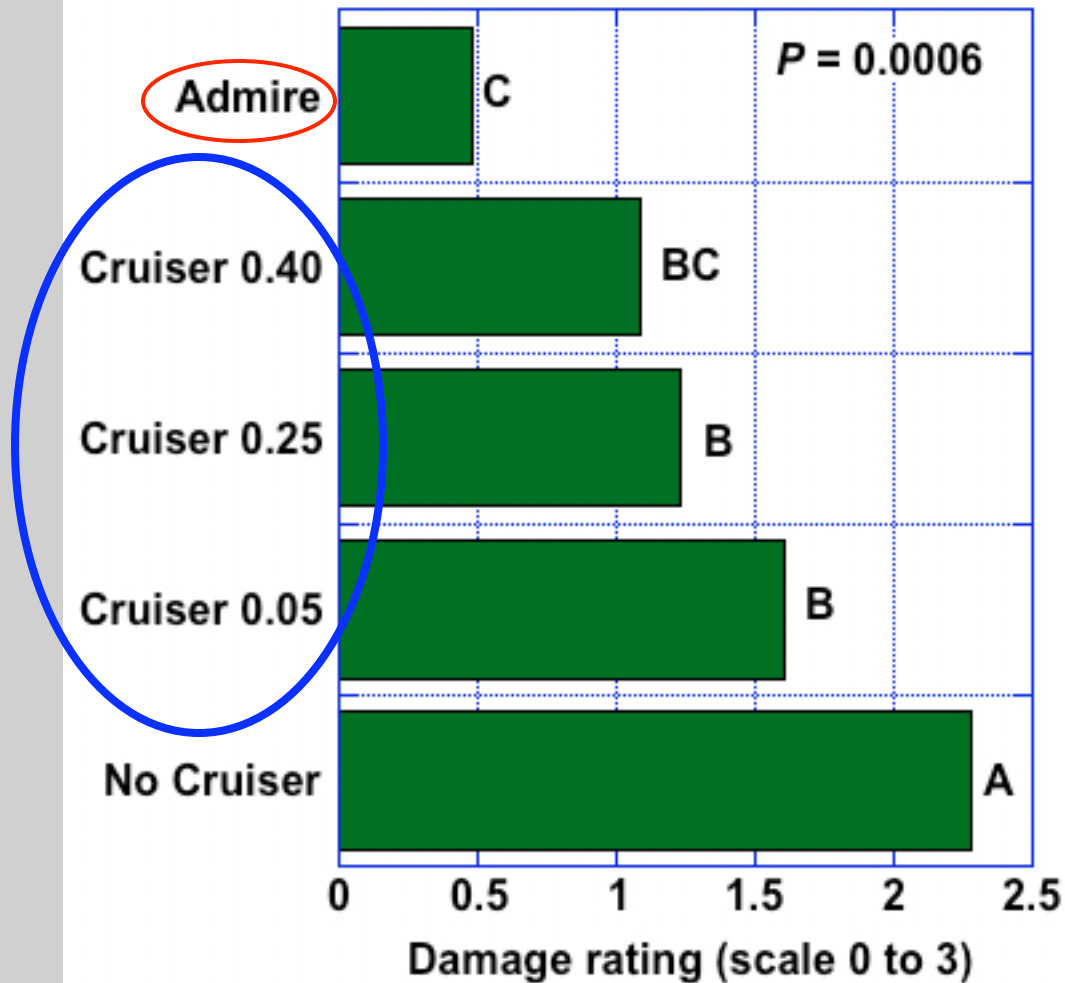 P = 0.0006
Admire C
Cruiser 0.40 BC
Cruiser 0.25 B
Cruiser 0.05 B
No Cruiser A
0 0.5 1 1.5 2 2.5
Damage rating (scale 0 to 3)